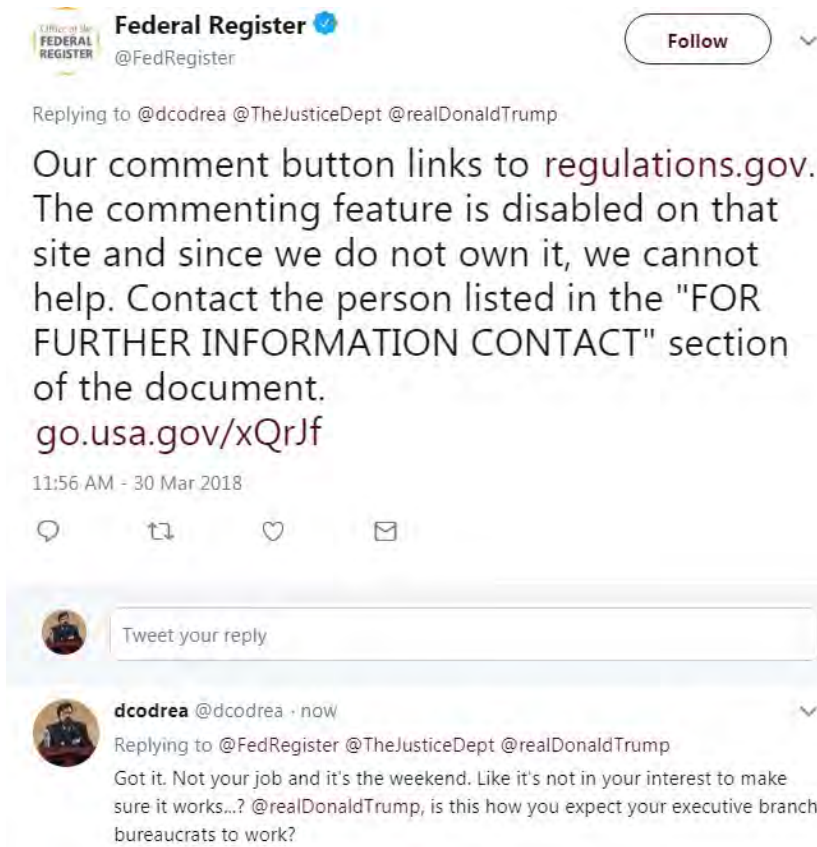 Office of the
FEDERAL
REGISTER
Federal Register
@FedRegister
Follow
Replying to @dcodrea @TheJusticeDept @realDonaldTrump
Our comment button links to regulations.gov.
The commenting feature is disabled on that
site and since we do not own it, we cannot
help. Contact the person listed in the "FOR
FURTHER INFORMATION CONTACT" section
of the document.
go.usa.gov/xQrJf
11:56 AM - 30 Mar 2018
Tweet your reply
dcodrea @dcodrea · now
Replying to @FedRegister @TheJusticeDept @realDonaldTrump
Got it. Not your job and it's the weekend. Like it's not in your interest to make
sure it works...? @realDonaldTrump, is this how you expect your executive branch
bureaucrats to work?